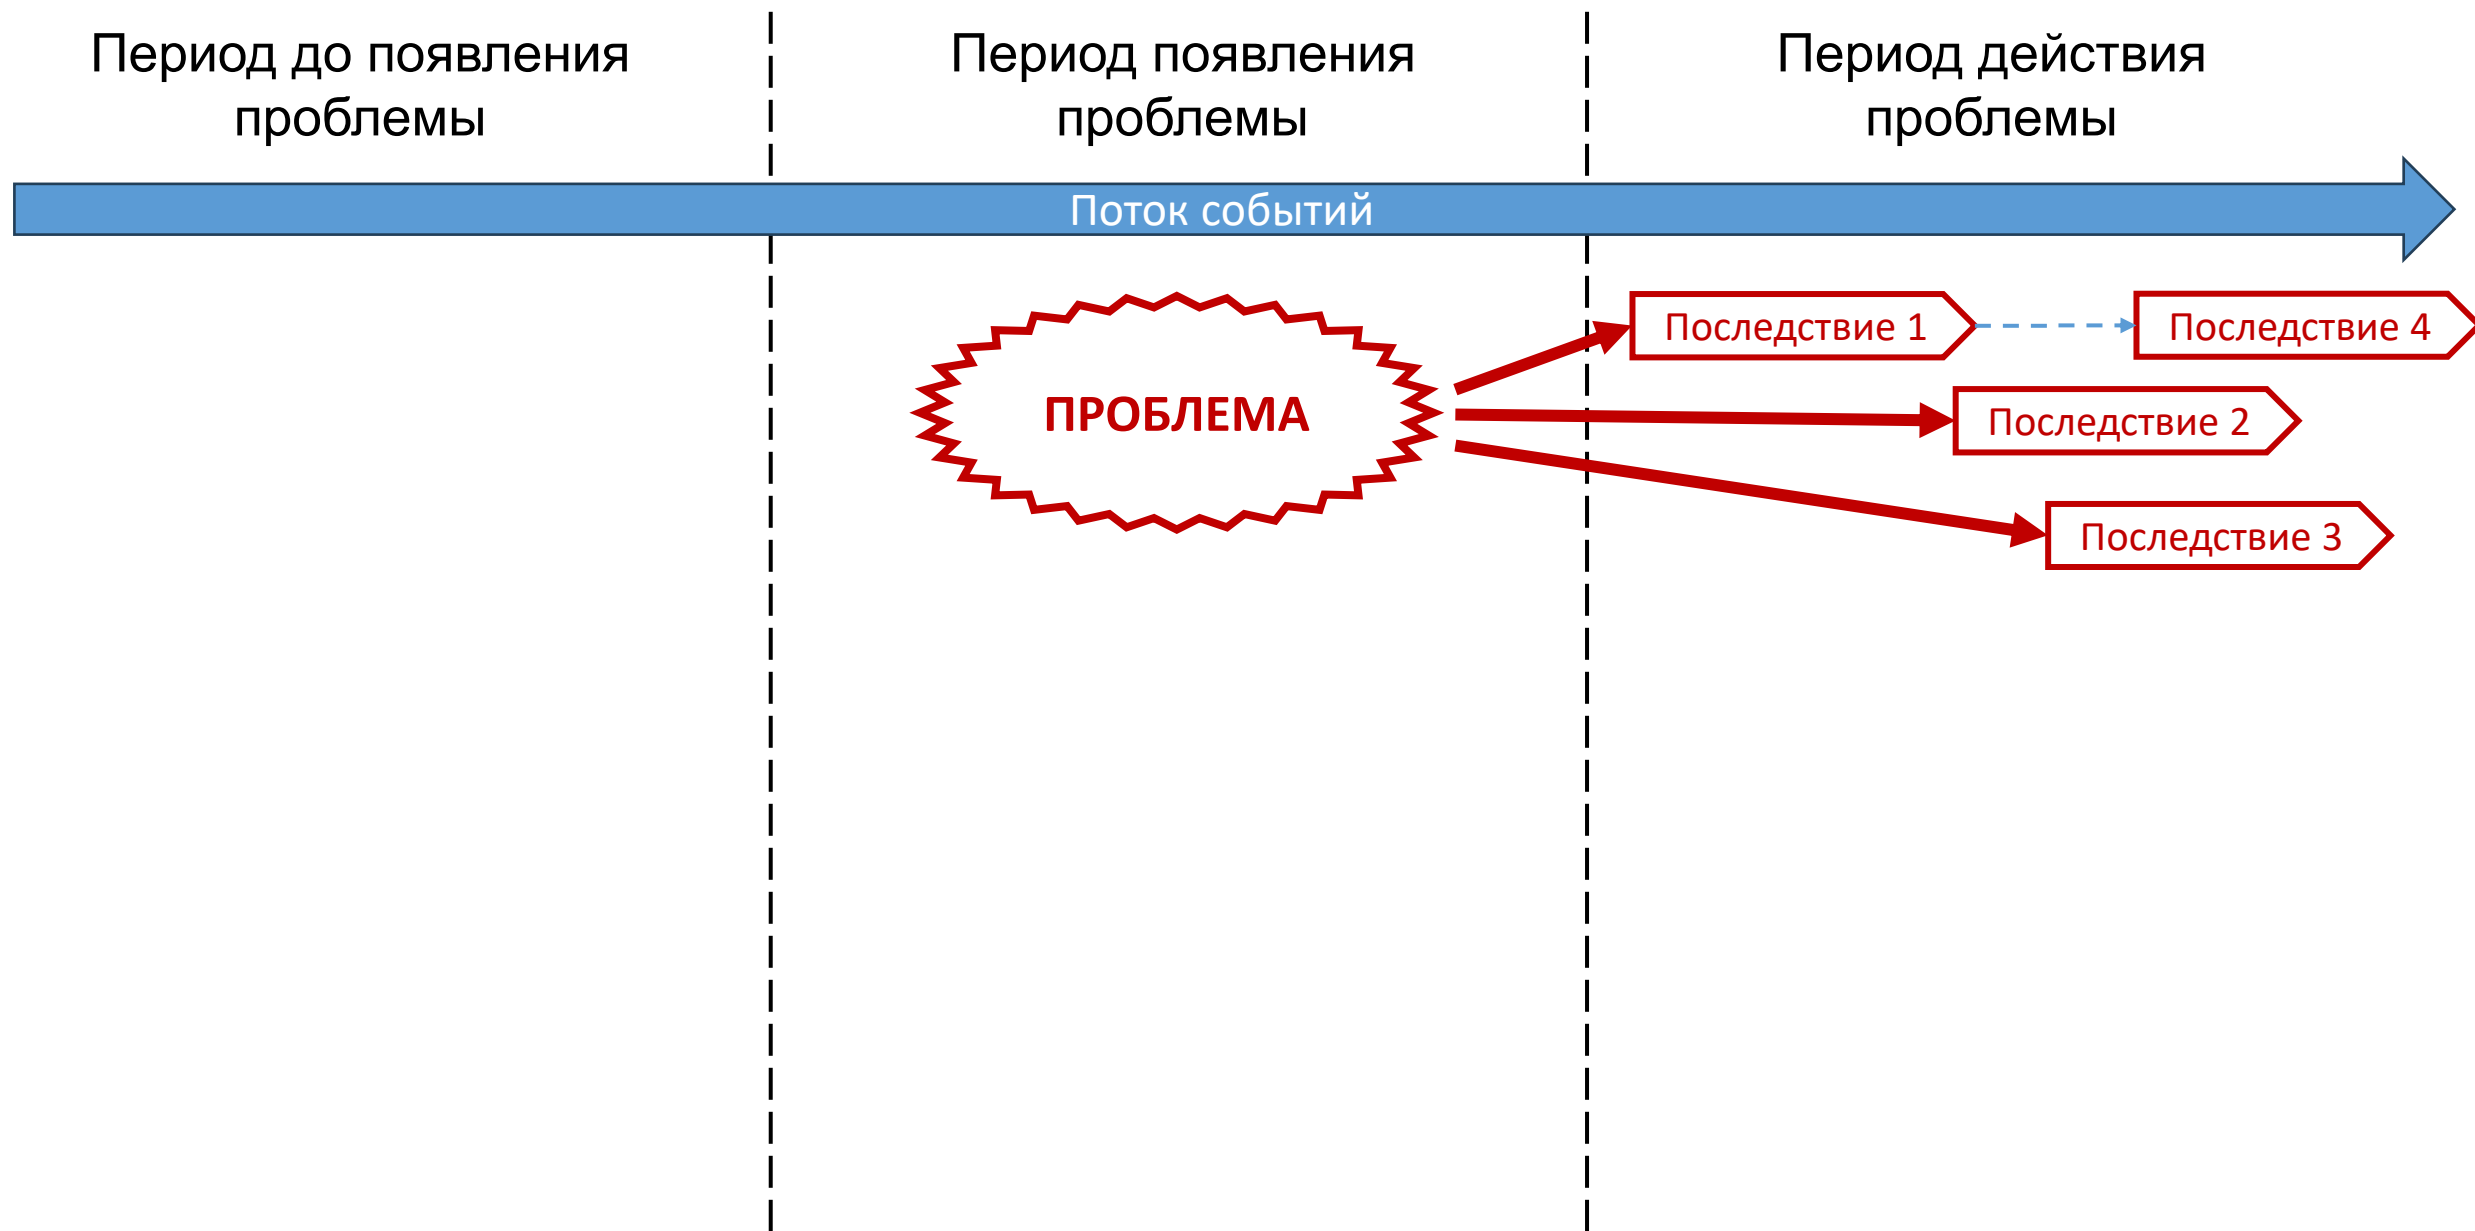 Период до появления
проблемы
Период появления
проблемы
Период действия
проблемы
Поток событий
ПРОБЛЕМА
Последствие 1
Последствие 4
Последствие 2
Последствие 3